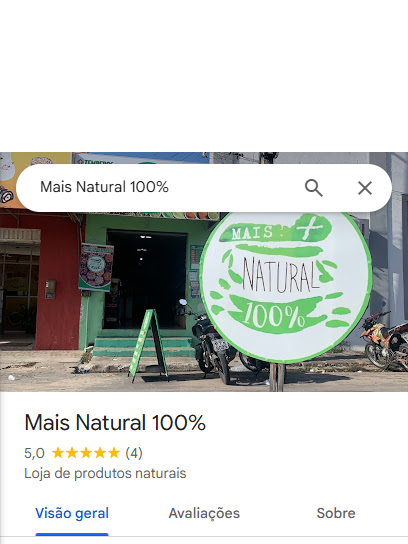 Mais Natural 100%
MAIS +
NATURAL
100%
Mais Natural 100%
5,0 ★★★★★ (4)
Loja de produtos naturais
Visão geral
Avaliações
Sobre